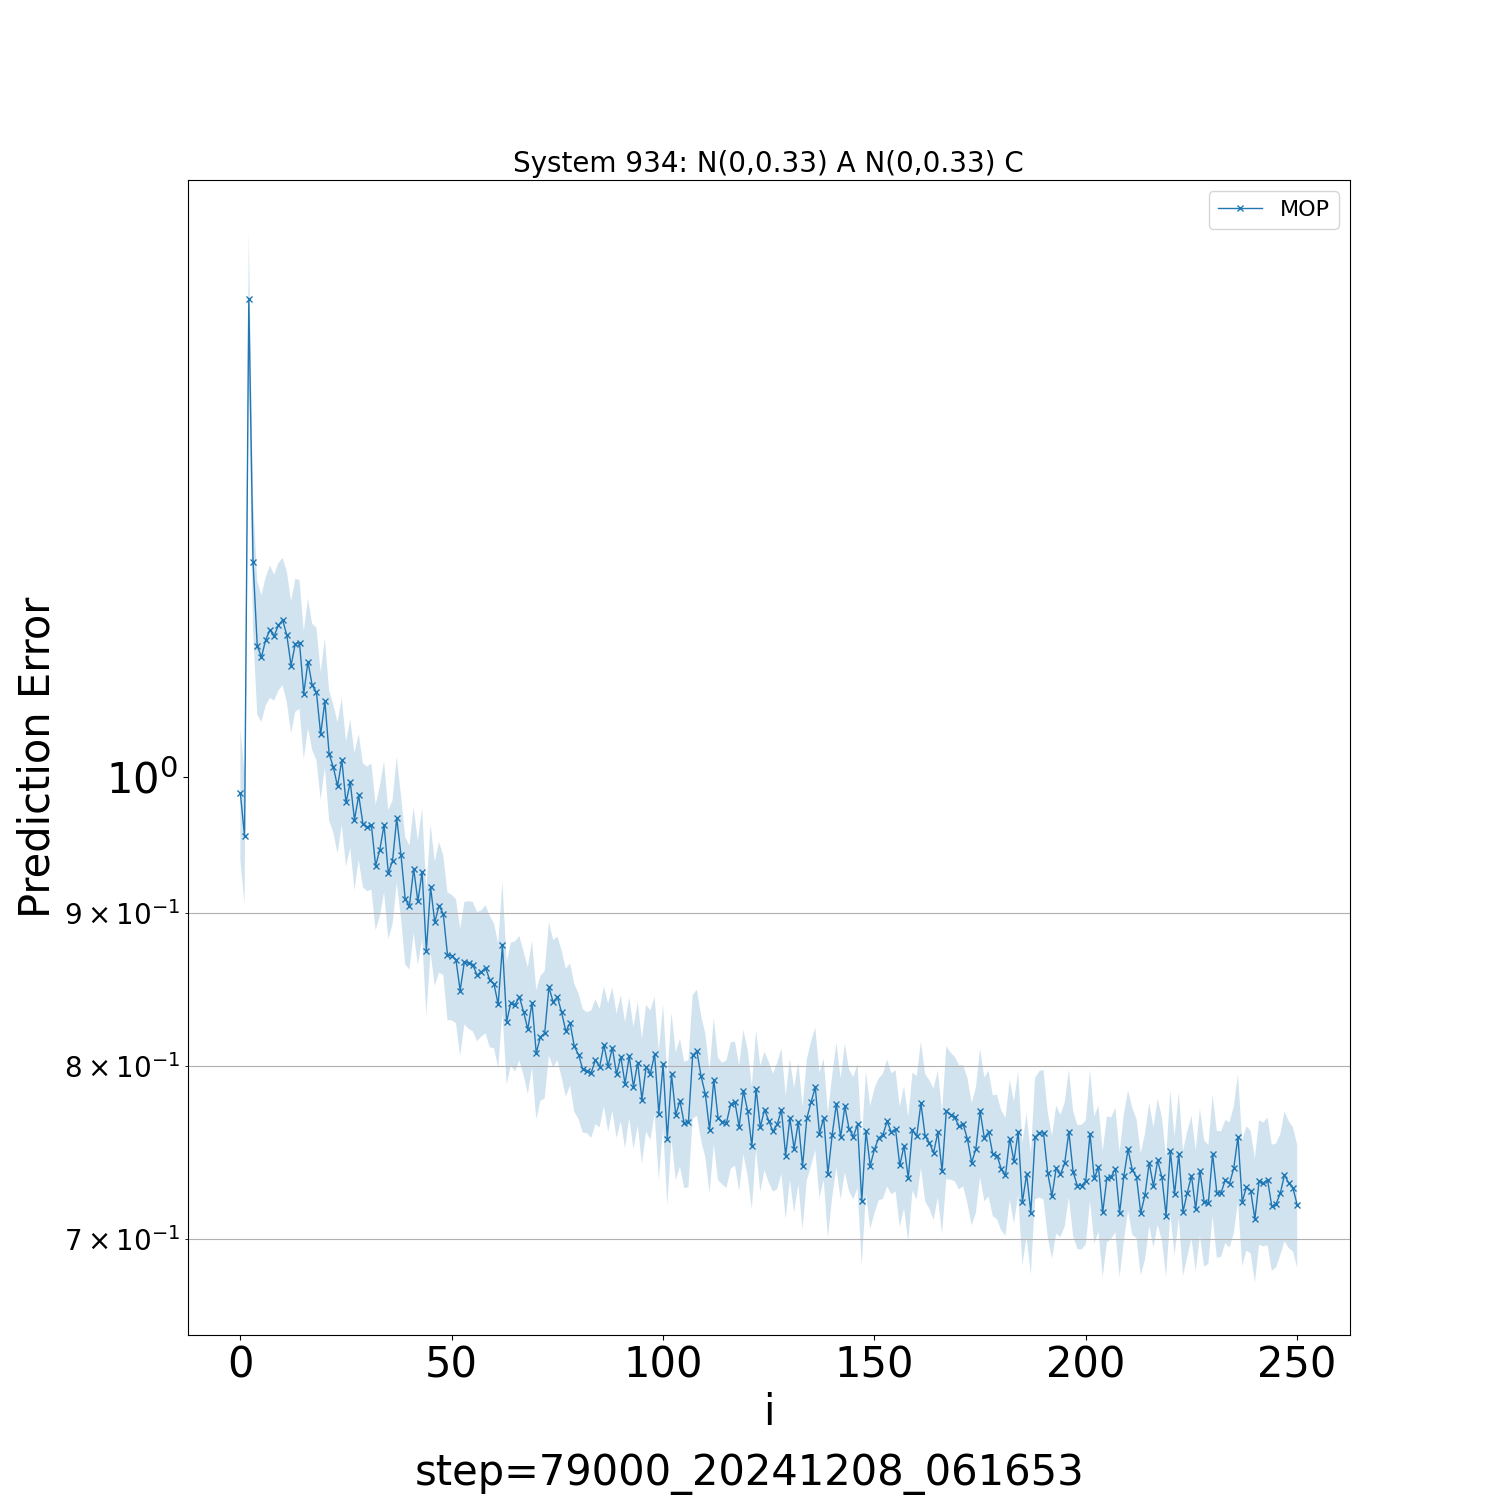 System 934: N(0,0.33) A N(0,0.33) C
MOP
Prediction Error
10⁰
9 × 10⁻¹
8 × 10⁻¹
7 × 10⁻¹
0 50 100 150 200 250
i
step=79000_20241208_061653